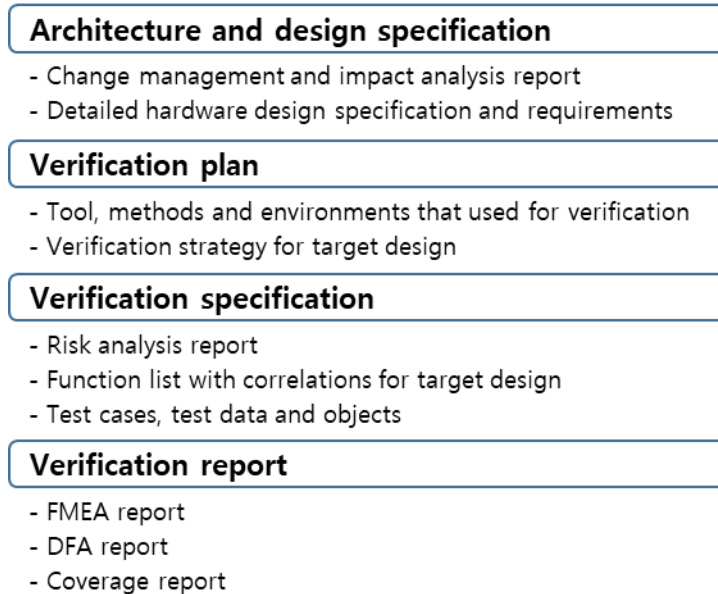 Architecture and design specification
- Change management and impact analysis report
- Detailed hardware design specification and requirements
Verification plan
- Tool, methods and environments that used for verification
- Verification strategy for target design
Verification specification
- Risk analysis report
- Function list with correlations for target design
- Test cases, test data and objects
Verification report
- FMEA report
- DFA report
- Coverage report